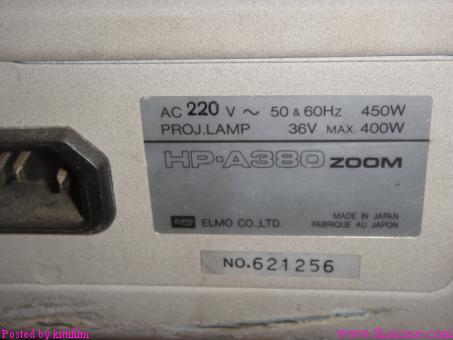 AC 220 V ~ 50 & 60Hz 450W
PROJ.LAMP 36V MAX. 400W
HP-A380 ZOOM
ELMO ELMO CO.,LTD.
MADE IN JAPAN
FABRIQUE AU JAPON
NO.621256
Posted by kittifilm